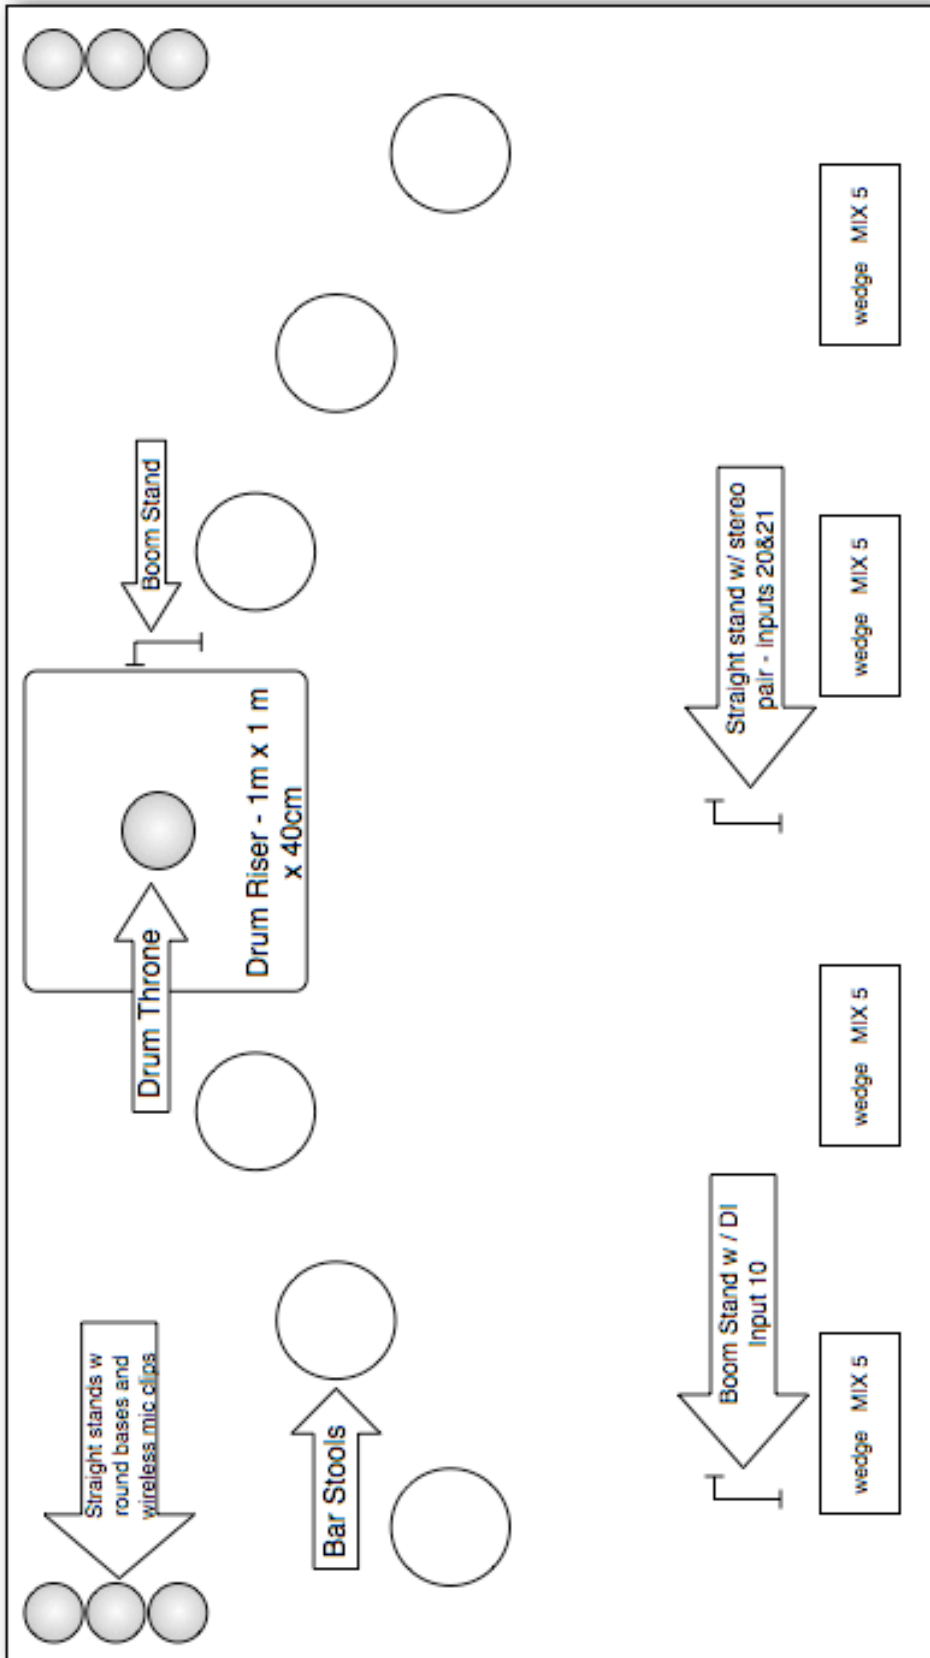 Straight stands w
round bases and
wireless mic clips
Drum Throne
Boom Stand
Drum Riser - 1m x 1 m
x 40cm
Bar Stools
Boom Stand w / DI
Input 10
Straight stand w/ stereo
pair - inputs 20&21
wedge MIX 5
wedge MIX 5
wedge MIX 5
wedge MIX 5